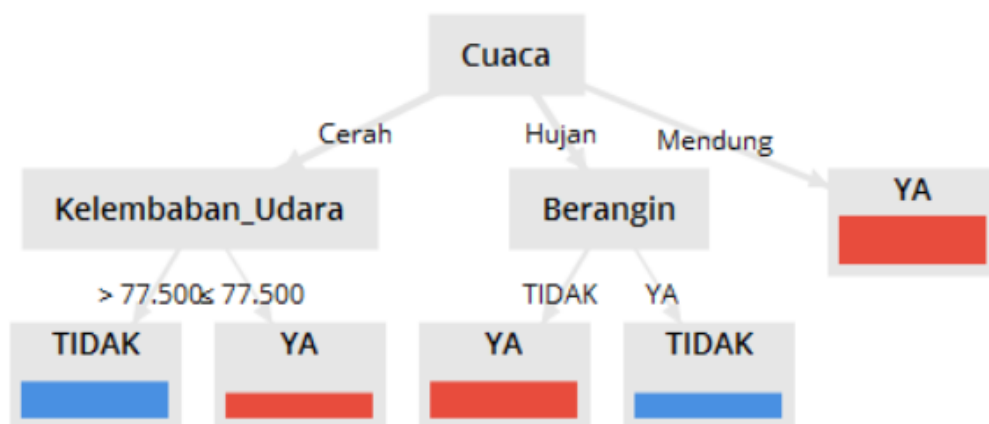 Cuaca
Cerah Hujan Mendung
Kelembaban_Udara Berangin YA
> 77.500 ≤ 77.500 TIDAK YA
TIDAK YA YA TIDAK